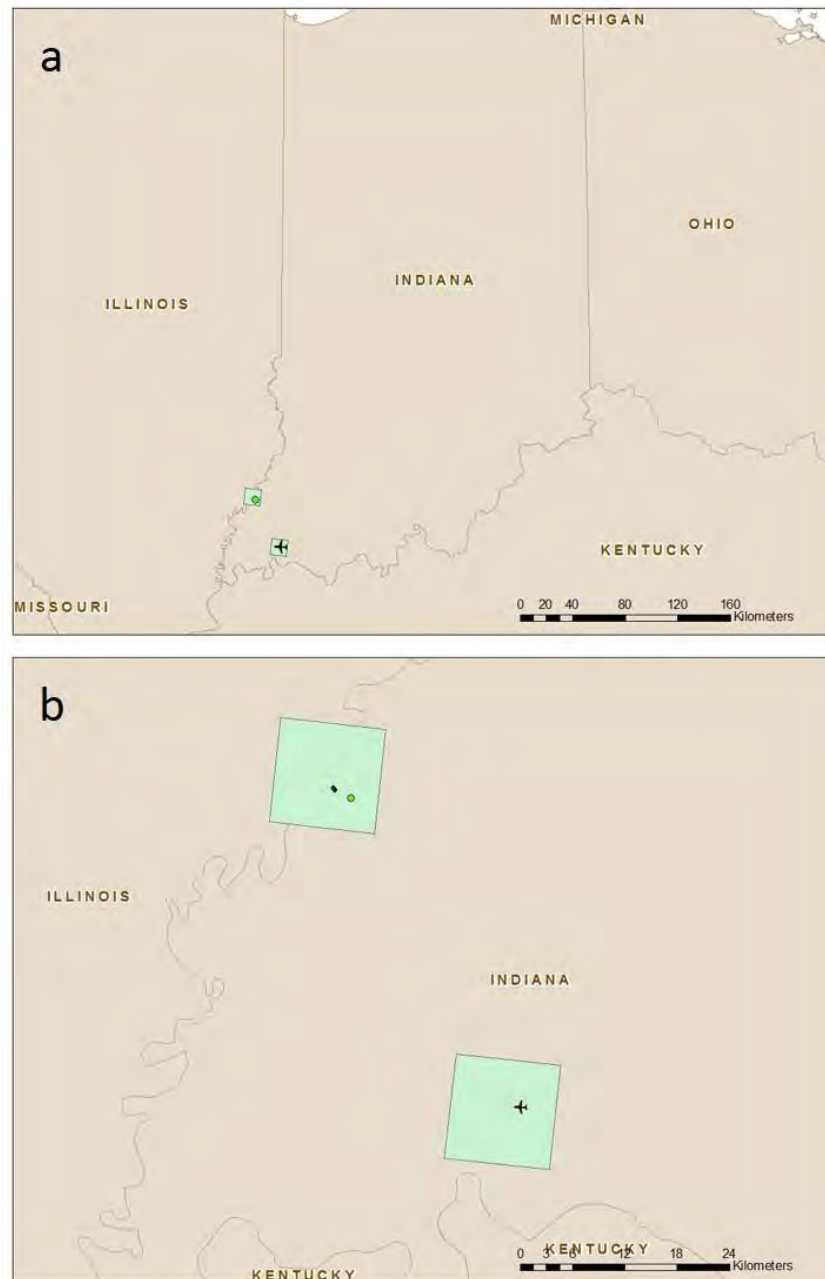 a
MICHIGAN
OHIO
INDIANA
ILLINOIS
KENTUCKY
MISSOURI
0 20 40 80 120 160
Kilometers
b
ILLINOIS
INDIANA
KENTUCKY
0 3 6 12 18 24
Kilometers
KENTUCKY